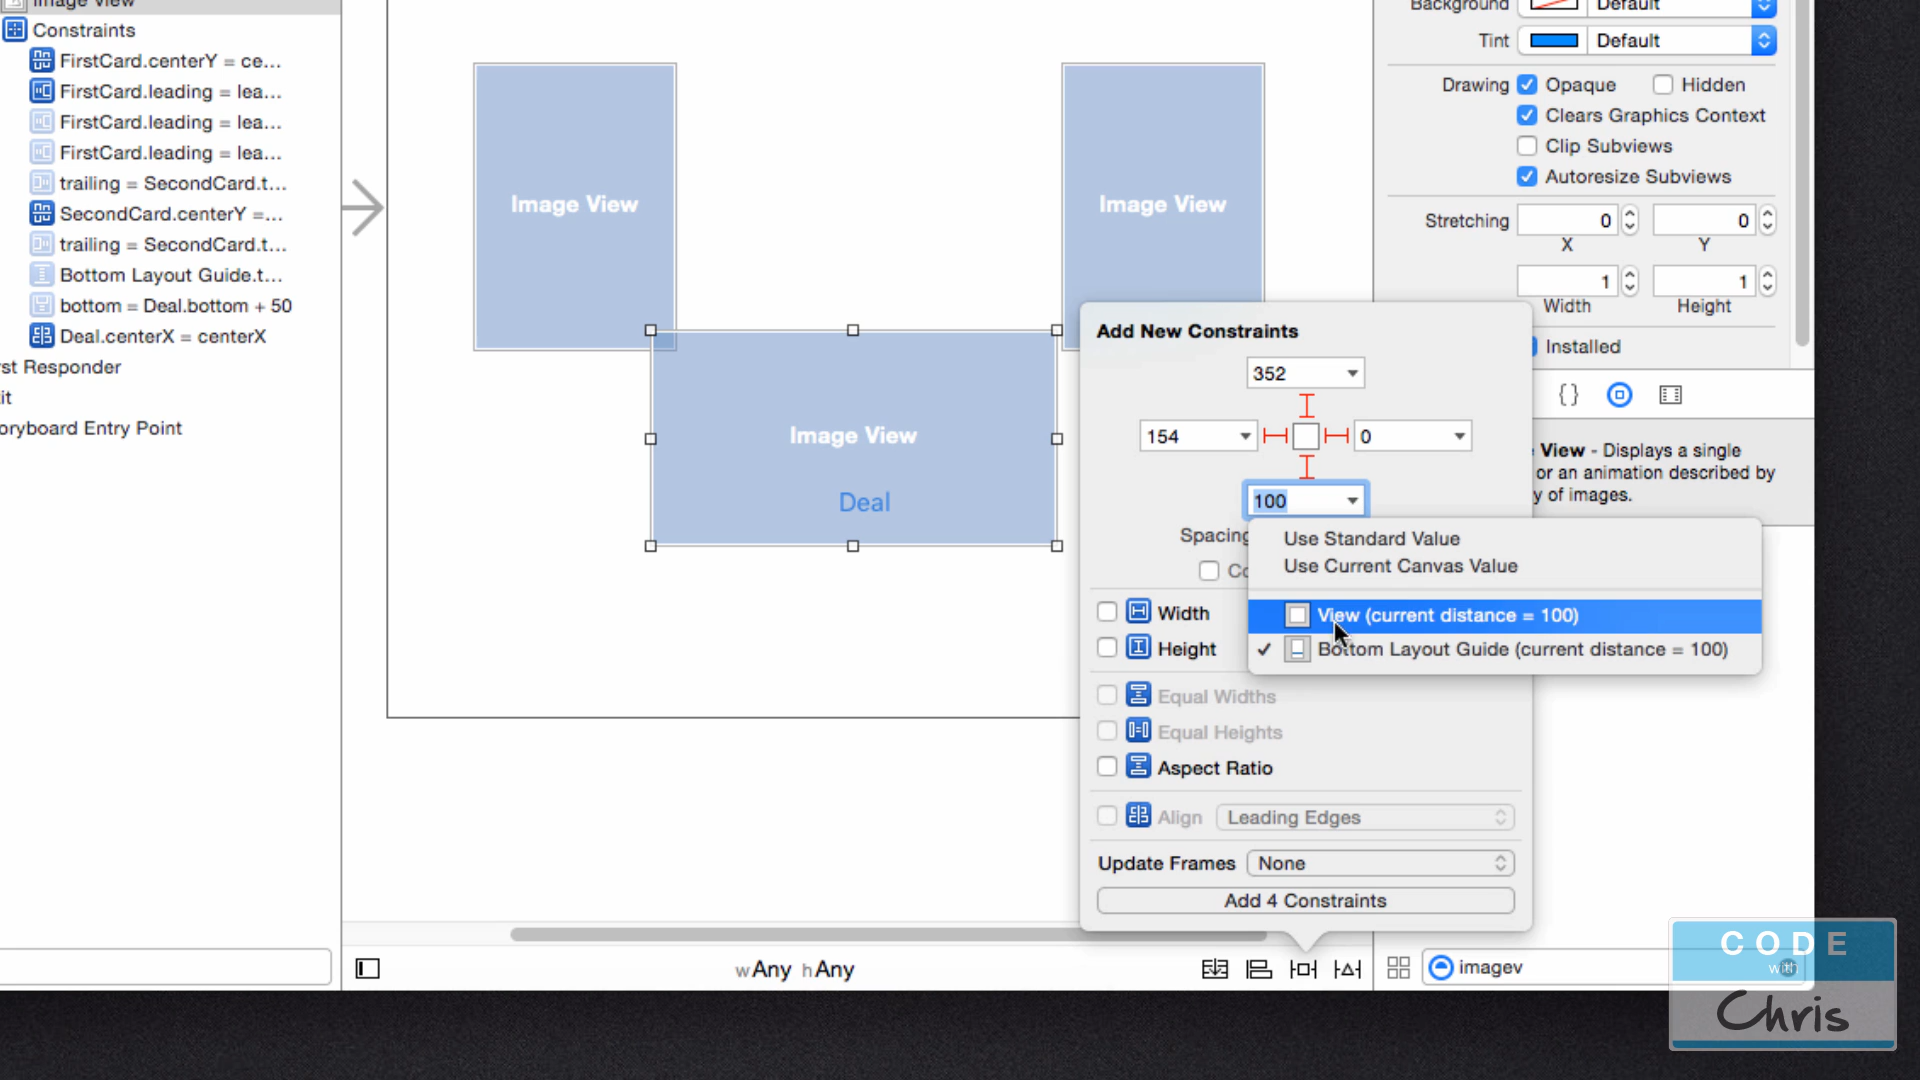 Image View
Constraints
FirstCard.centerY = ce...
FirstCard.leading = lea...
FirstCard.leading = lea...
FirstCard.leading = lea...
trailing = SecondCard.t...
SecondCard.centerY =...
trailing = SecondCard.t...
Bottom Layout Guide.t...
bottom = Deal.bottom + 50
Deal.centerX = centerX
rst Responder
it
oryboard Entry Point
Image View
Image View
Image View
Deal
wAny hAny
Add New Constraints
352
154
0
100
Spacing
Co
Use Standard Value
Use Current Canvas Value
View (current distance = 100)
Bottom Layout Guide (current distance = 100)
Width
Height
Equal Widths
Equal Heights
Aspect Ratio
Align Leading Edges
Update Frames None
Add 4 Constraints
Background Default
Tint Default
Drawing Opaque Hidden
Clears Graphics Context
Clip Subviews
Autoresize Subviews
Stretching 0 0
X Y
1 1
Width Height
Installed
{}
View - Displays a single
or an animation described by
y of images.
imagev
CODE
with
Chris